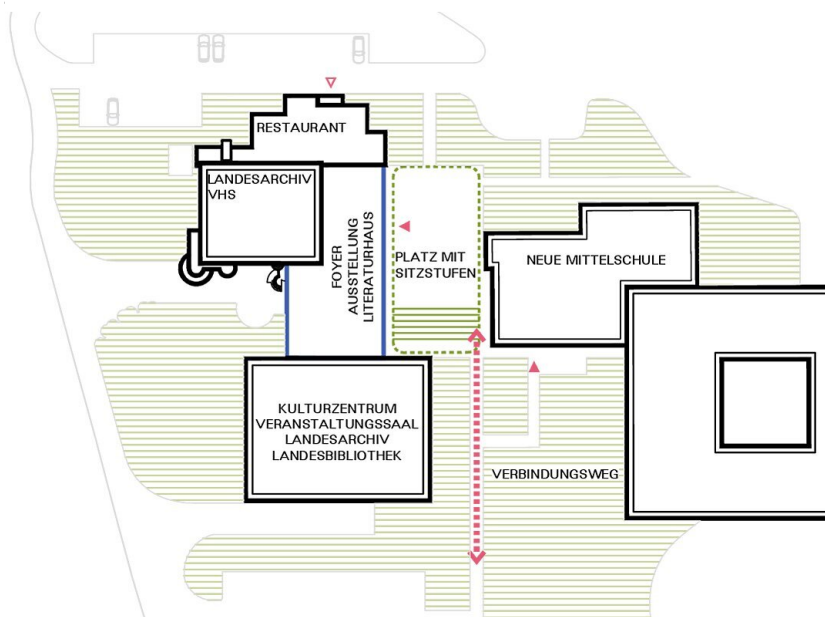 RESTAURANT
LANDESARCHIV
VHS
FOYER
AUSSTELLUNG
LITERATURHAUS
PLATZ MIT
SITZSTUFEN
NEUE MITTELSCHULE
KULTURZENTRUM
VERANSTALTUNGSSAAL
LANDESARCHIV
LANDESBIBLIOTHEK
VERBINDUNGSWEG